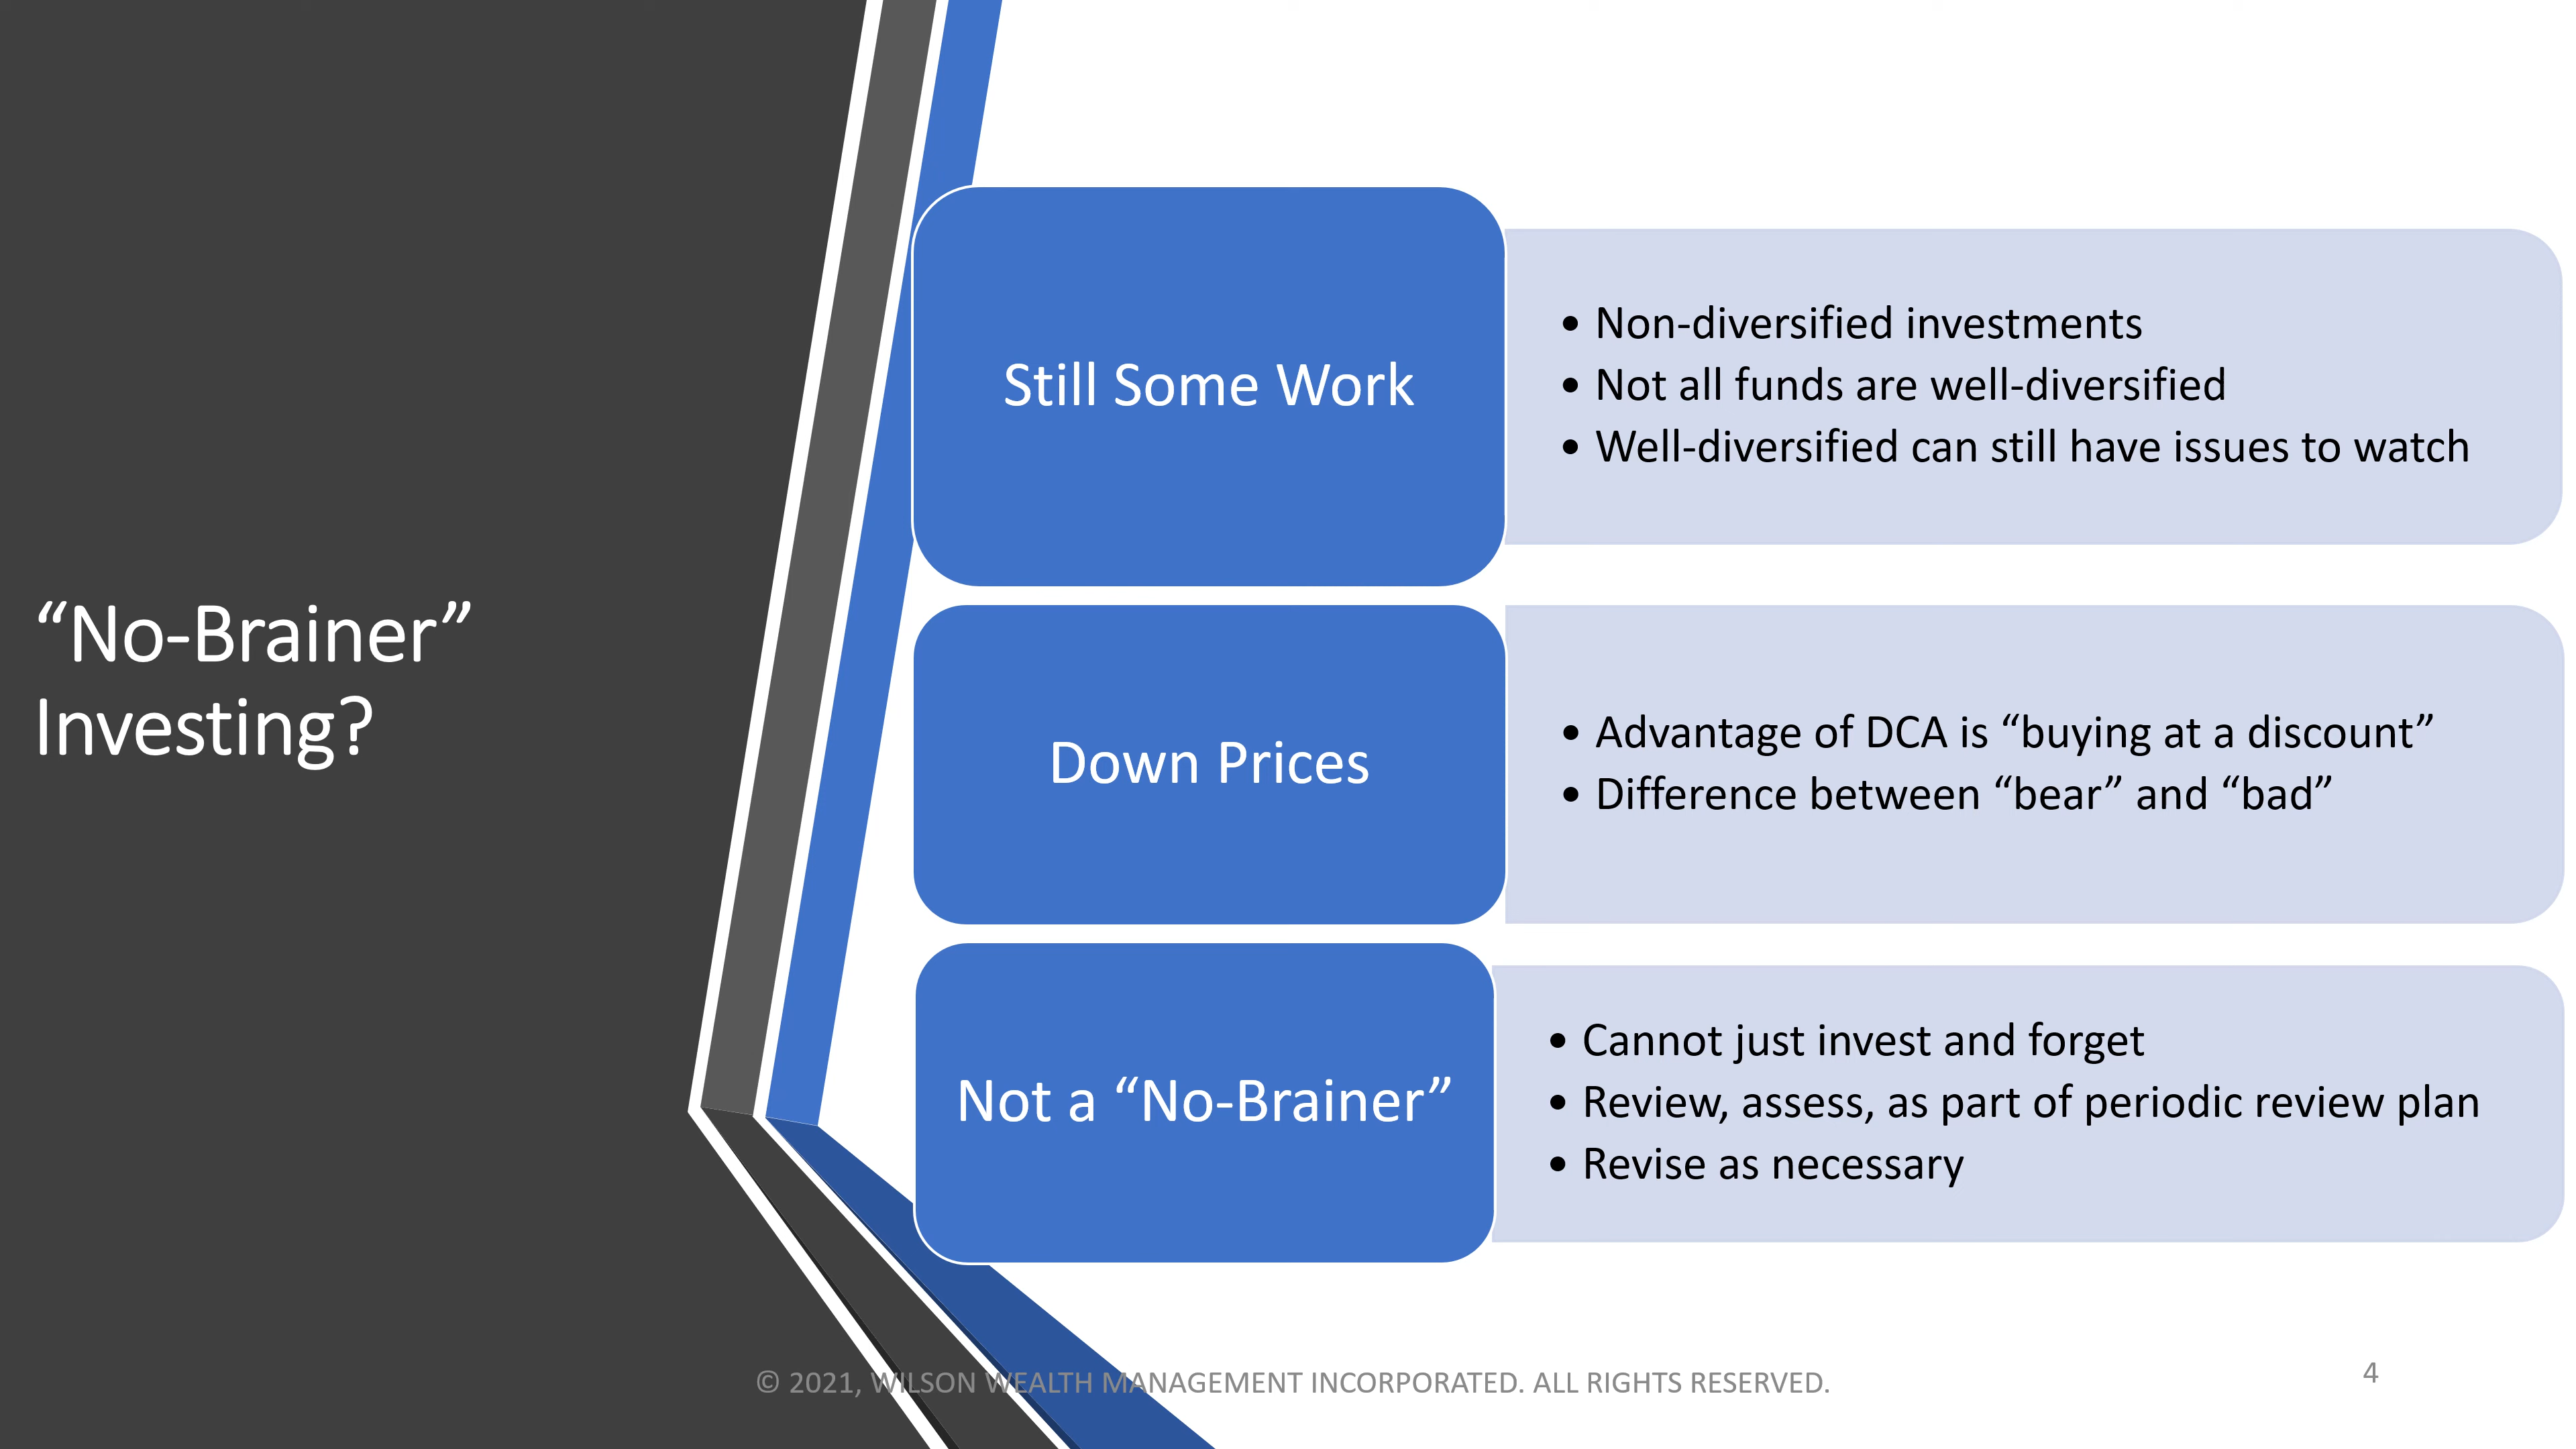 “No-Brainer”
Investing?
Still Some Work
• Non-diversified investments
• Not all funds are well-diversified
• Well-diversified can still have issues to watch
Down Prices
• Advantage of DCA is “buying at a discount”
• Difference between “bear” and “bad”
Not a “No-Brainer”
• Cannot just invest and forget
• Review, assess, as part of periodic review plan
• Revise as necessary
© 2021, WILSON WEALTH MANAGEMENT INCORPORATED. ALL RIGHTS RESERVED.
4